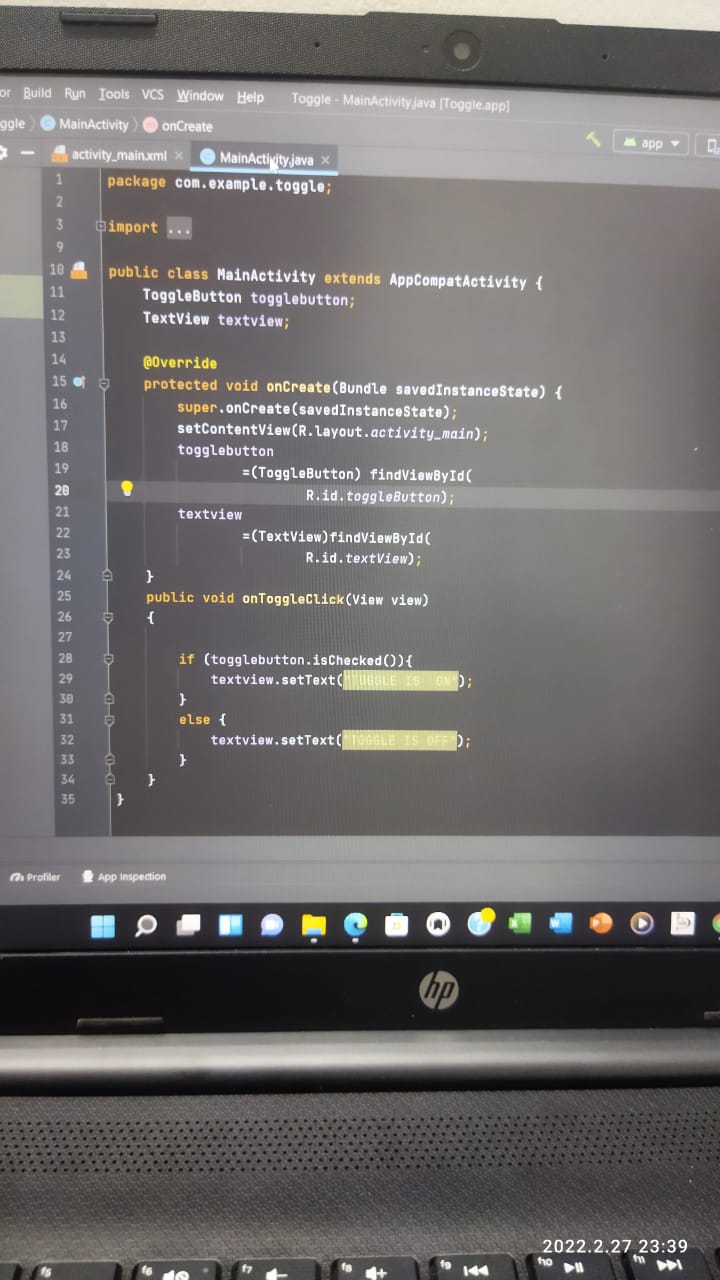 or Build Run Tools VCS Window Help Toggle - MainActivity.java [Toggle.app]
ggle MainActivity onCreate app
activity_main.xml MainActivity.java
1 package com.example.toggle;
2
3 import ...
9
10 public class MainActivity extends AppCompatActivity {
11 ToggleButton togglebutton;
12 TextView textview;
13
14 @Override
15 protected void onCreate(Bundle savedInstanceState) {
16 super.onCreate(savedInstanceState);
17 setContentView(R.layout.activity_main);
18 togglebutton
19 =(ToggleButton) findViewById(
20 R.id.toggleButton);
21 textview
22 =(TextView)findViewById(
23 R.id.textView);
24 }
25 public void onToggleClick(View view)
26 {
27
28 if (togglebutton.isChecked()){
29 textview.setText("TOGGLE IS ON");
30 }
31 else {
32 textview.setText("TOGGLE IS OFF");
33 }
34 }
35 }
Profiler App Inspection
hp
2022.2.27 23:39
f5 f6 f7 f8 f9 f10 f11